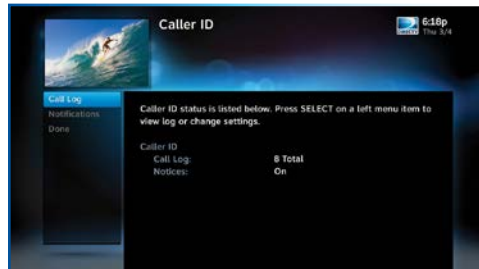 Caller ID
6:18p
Thu 3/4
Call Log
Notifications
Done
Caller ID status is listed below. Press SELECT on a left menu item to
view log or change settings.
Caller ID
Call Log: 8 Total
Notices: On